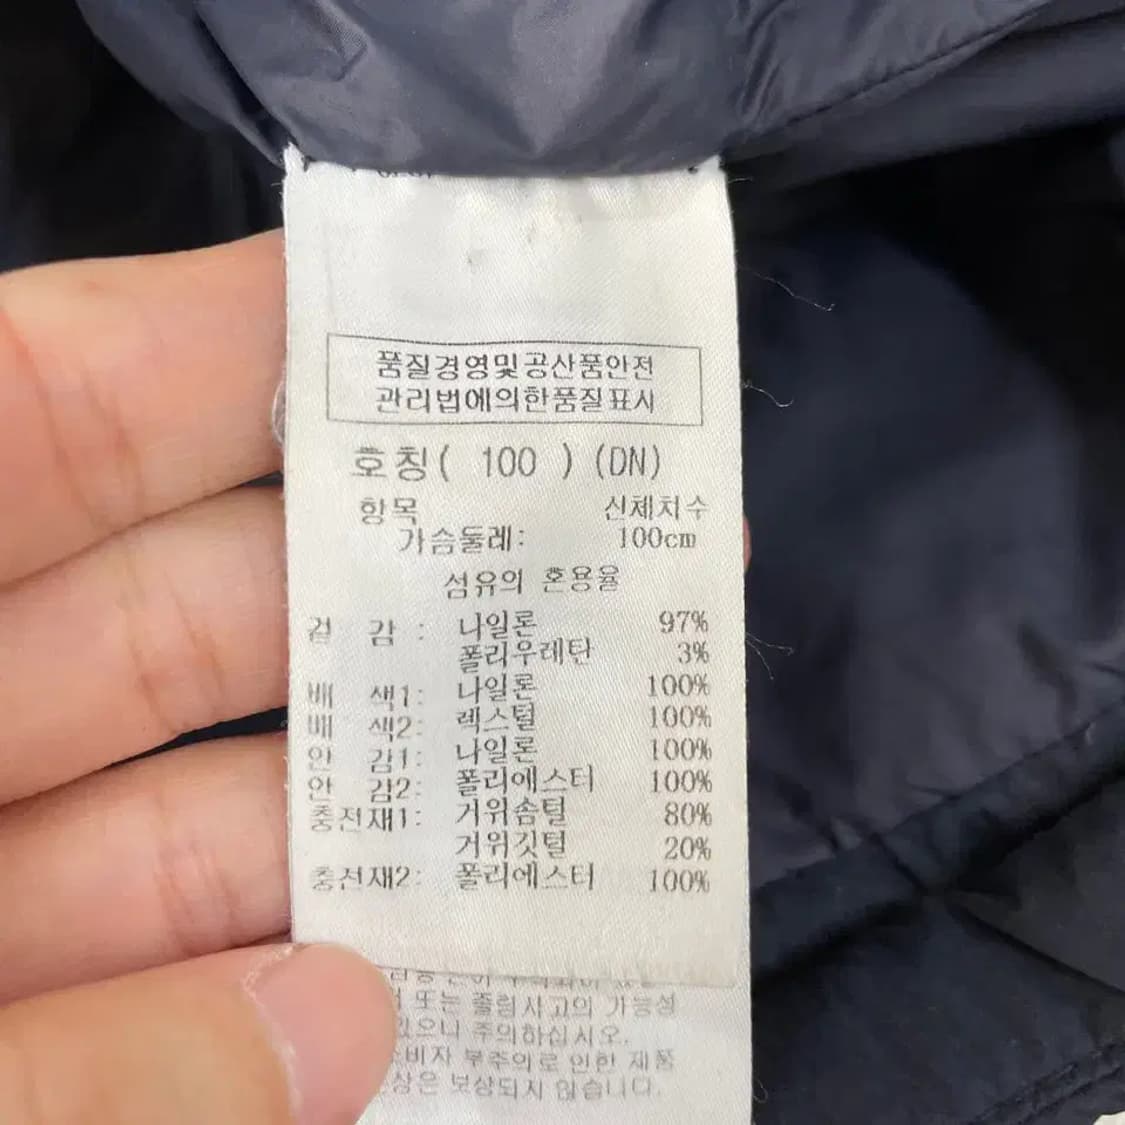 품질경영및공산품안전
관리법에의한품질표시
호칭( 100 ) (DN)
항목 신체치수
가슴둘레: 100cm
섬유의 혼용율
겉 감 : 나일론 97%
폴리우레탄 3%
배 색1: 나일론 100%
배 색2: 렉스털 100%
안 감1: 나일론 100%
안 감2: 폴리에스터 100%
충전재1: 거위솜털 80%
거위깃털 20%
충전재2: 폴리에스터 100%
또는 졸림사고의 가능성
있으니 주의하십시오.
소비자 부주의로 인한 제품
보상되지 않습니다.